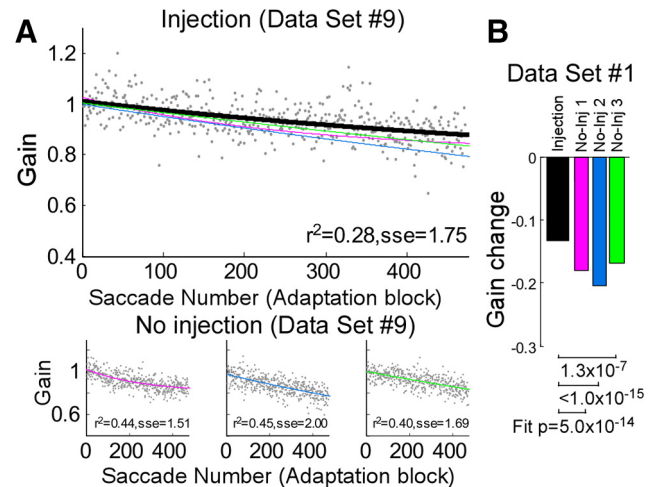 A
Injection (Data Set #9)
1.2
1
0.8
0.6
0.4
Gain
r²=0.28,sse=1.75
0 100 200 300 400
Saccade Number (Adaptation block)
No injection (Data Set #9)
Gain
1
0.6
r²=0.44,sse=1.51
r²=0.45,sse=2.00
r²=0.40,sse=1.69
0 200 400
0 200 400
0 200 400
Saccade Number (Adaptation block)
B
Data Set #1
Injection
No-Inj 1
No-Inj 2
No-Inj 3
0
-0.1
-0.2
-0.3
Gain change
1.3x10⁻⁷
<1.0x10⁻¹⁵
Fit p=5.0x10⁻¹⁴